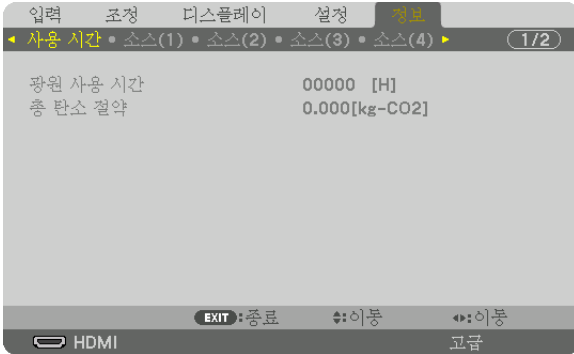 입력 조정 디스플레이 설정 정보
◂ 사용 시간 • 소스(1) • 소스(2) • 소스(3) • 소스(4) ▸ 1/2
광원 사용 시간 00000 [H]
총 탄소 절약 0.000[kg-CO2]
EXIT:종료 :이동 :이동
HDMI 고급